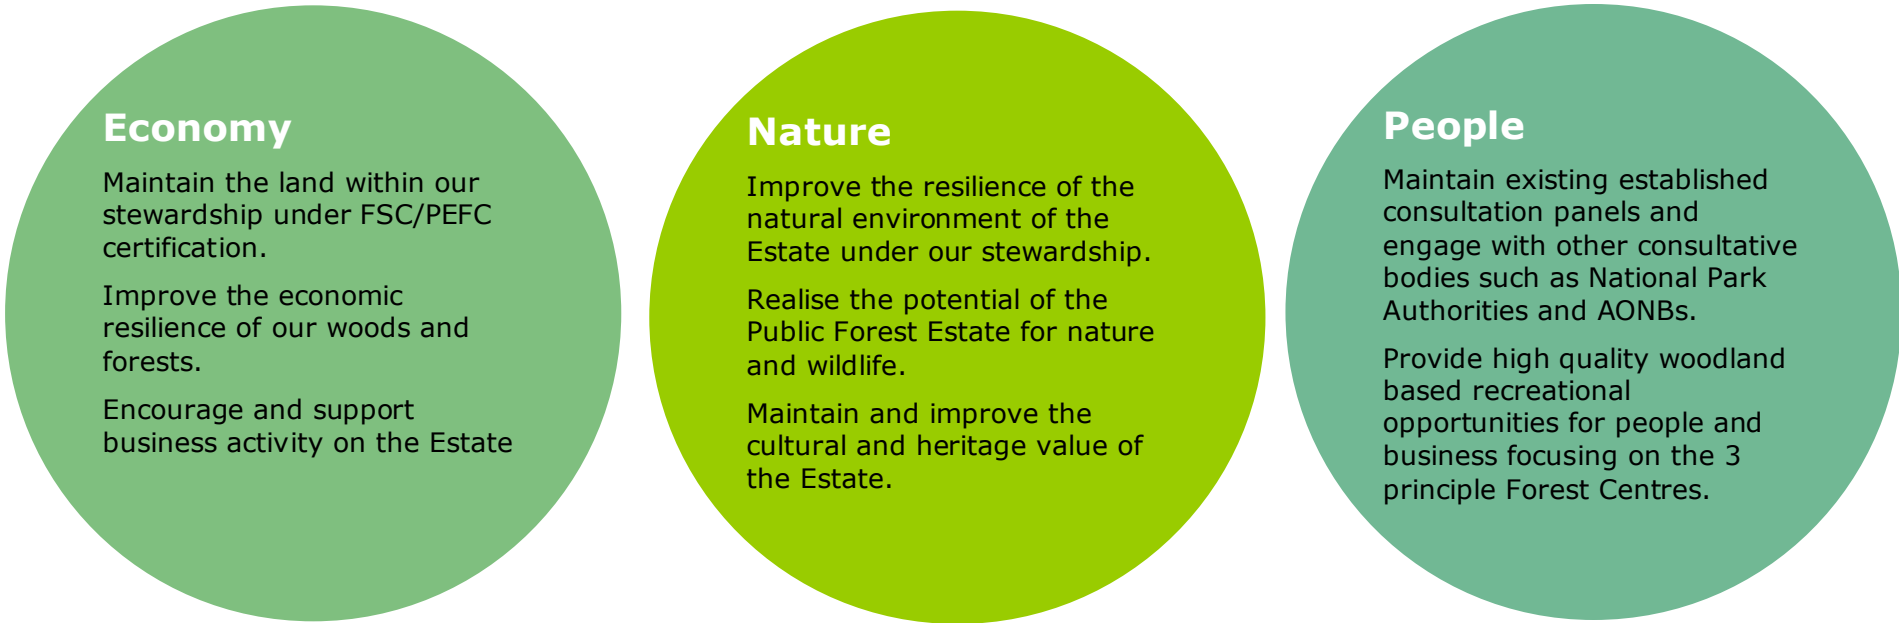 Economy
Maintain the land within our
stewardship under FSC/PEFC
certification.
Improve the economic
resilience of our woods and
forests.
Encourage and support
business activity on the Estate
Nature
Improve the resilience of the
natural environment of the
Estate under our stewardship.
Realise the potential of the
Public Forest Estate for nature
and wildlife.
Maintain and improve the
cultural and heritage value of
the Estate.
People
Maintain existing established
consultation panels and
engage with other consultative
bodies such as National Park
Authorities and AONBs.
Provide high quality woodland
based recreational
opportunities for people and
business focusing on the 3
principle Forest Centres.